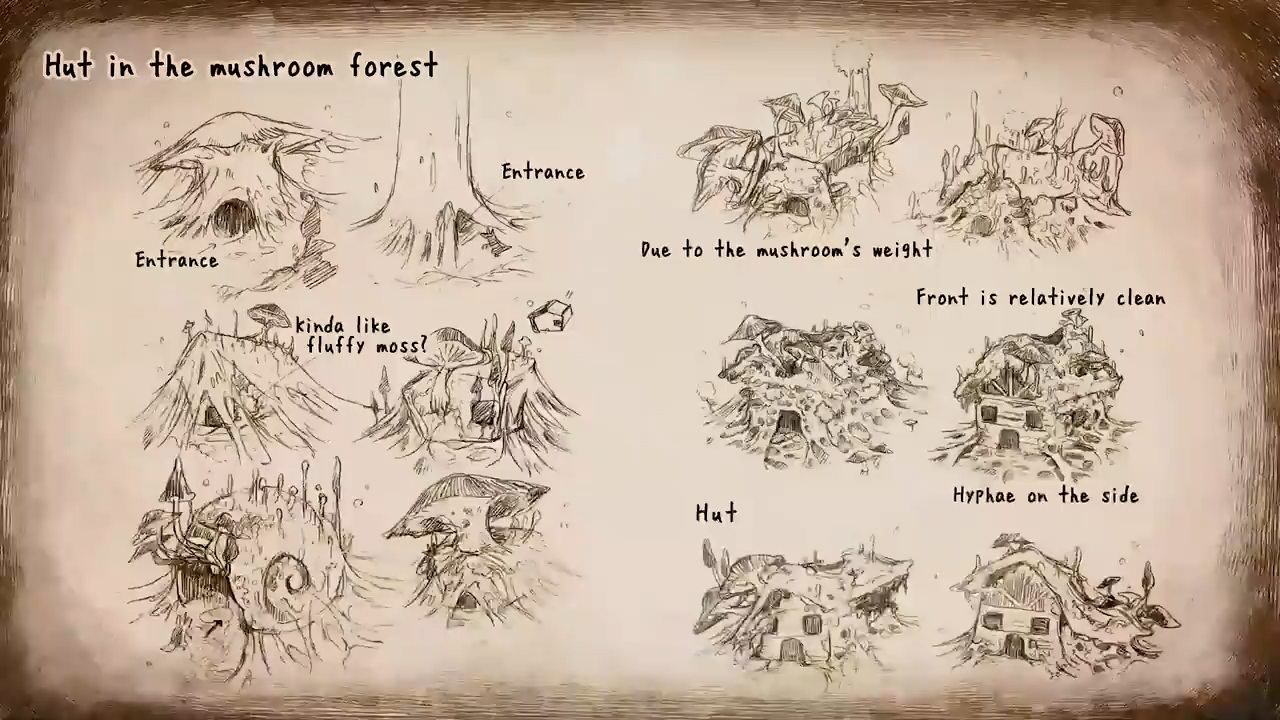 Hut in the mushroom forest
Entrance
Entrance
kinda like
fluffy moss?
Due to the mushroom's weight
Front is relatively clean
Hyphae on the side
Hut